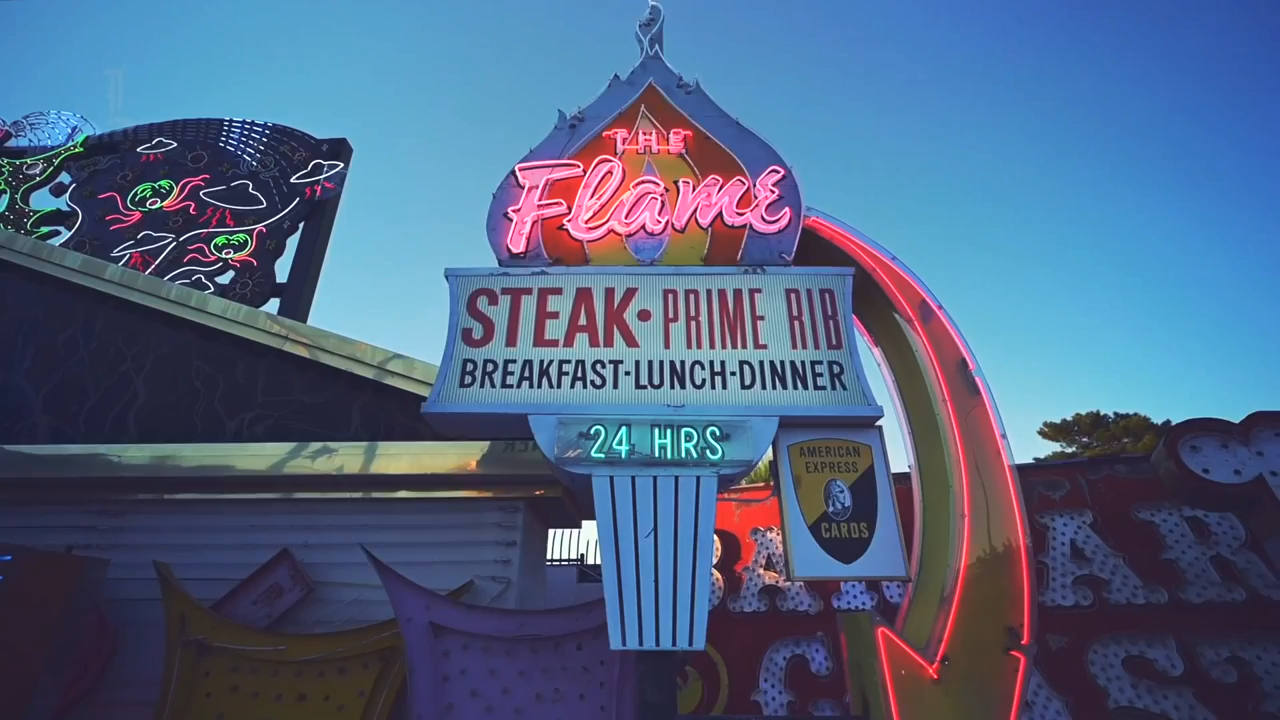 THE
Flame
STEAK • PRIME RIB
BREAKFAST-LUNCH-DINNER
24 HRS
AMERICAN
EXPRESS
CARDS